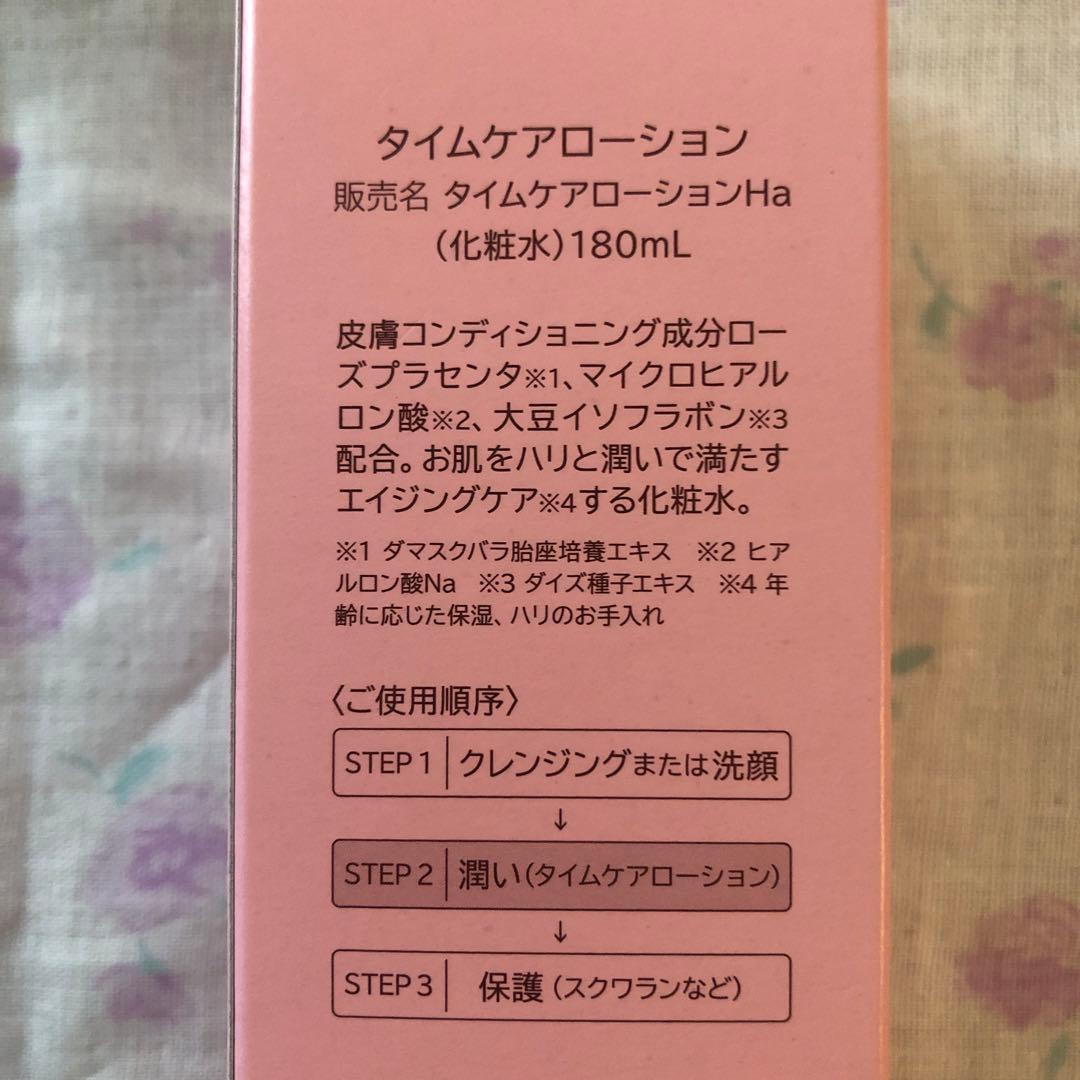 タイムケアローション
販売名 タイムケアローションHa
（化粧水）180mL
皮膚コンディショニング成分ロー
ズプラセンタ※1、マイクロヒアル
ロン酸※2、大豆イソフラボン※3
配合。お肌をハリと潤いで満たす
エイジングケア※4する化粧水。
※1 ダマスクバラ胎座培養エキス　※2 ヒア
ルロン酸Na　※3 ダイズ種子エキス　※4 年
齢に応じた保湿、ハリのお手入れ
〈ご使用順序〉
STEP 1 クレンジングまたは洗顔
↓
STEP 2 潤い（タイムケアローション）
↓
STEP 3 保護（スクワランなど）